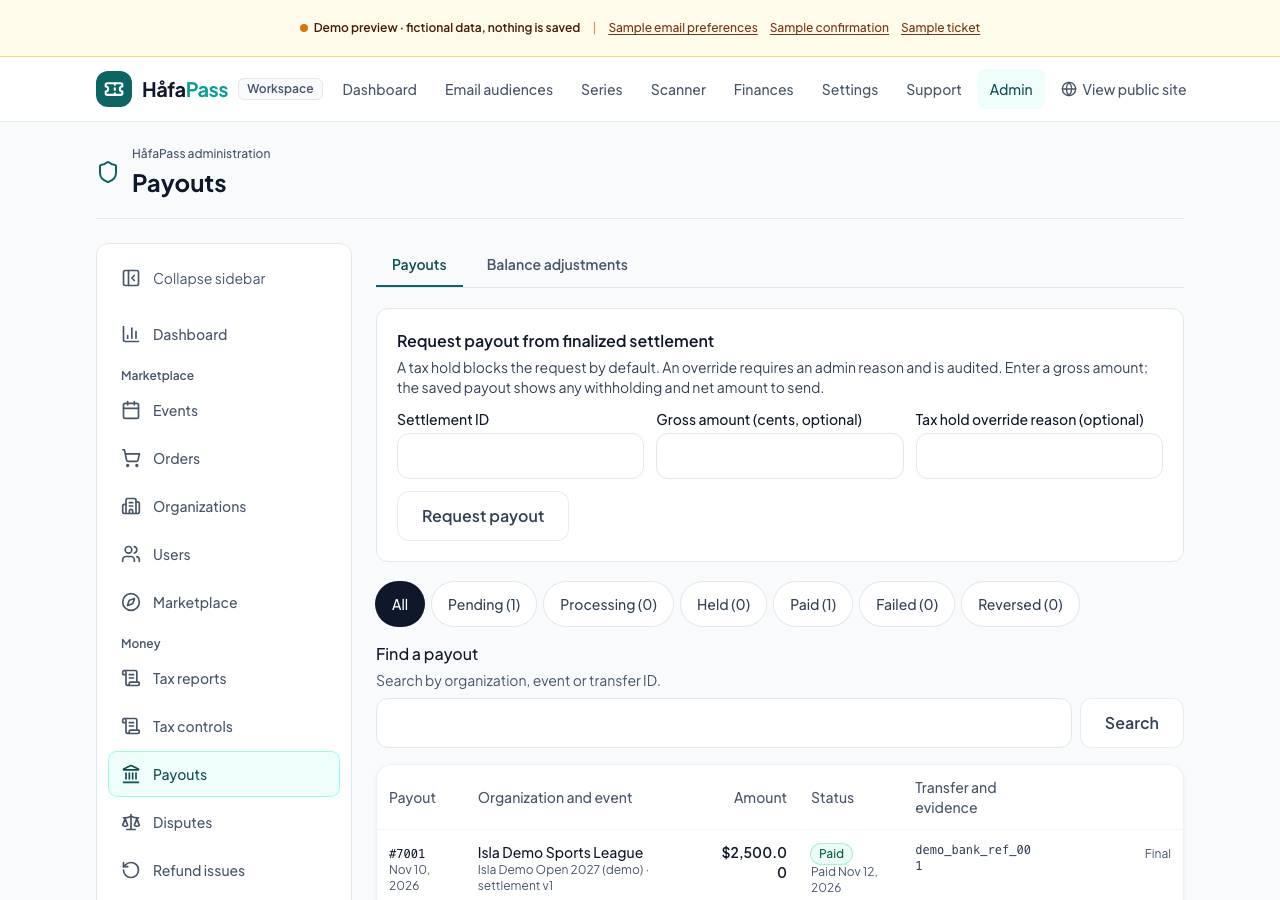 Demo preview · fictional data, nothing is saved | Sample email preferences Sample confirmation Sample ticket
HåfaPass Workspace Dashboard Email audiences Series Scanner Finances Settings Support Admin View public site
HåfaPass administration
Payouts
Collapse sidebar
Dashboard
Marketplace
Events
Orders
Organizations
Users
Marketplace
Money
Tax reports
Tax controls
Payouts
Disputes
Refund issues
Payouts Balance adjustments
Request payout from finalized settlement
A tax hold blocks the request by default. An override requires an admin reason and is audited. Enter a gross amount;
the saved payout shows any withholding and net amount to send.
Settlement ID Gross amount (cents, optional) Tax hold override reason (optional)
Request payout
All Pending (1) Processing (0) Held (0) Paid (1) Failed (0) Reversed (0)
Find a payout
Search by organization, event or transfer ID.
Search
Payout Organization and event Amount Status Transfer and
evidence
#7001 Isla Demo Sports League $2,500.0 Paid demo_bank_ref_00 Final
Nov 10, Isla Demo Open 2027 (demo) · 0 Paid Nov 12, 1
2026 settlement v1 2026